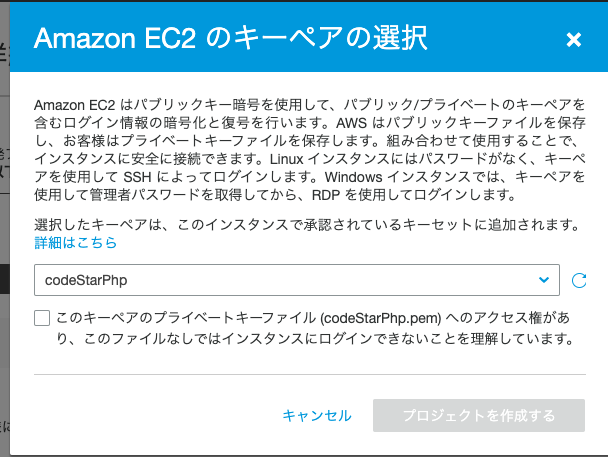 Amazon EC2 のキーペアの選択
Amazon EC2 はパブリックキー暗号を使用して、パブリック/プライベートのキーペアを
含むログイン情報の暗号化と復号を行います。AWS はパブリックキーファイルを保存
し、お客様はプライベートキーファイルを保存します。組み合わせて使用することで、
インスタンスに安全に接続できます。Linux インスタンスにはパスワードがなく、キーペ
アを使用して SSH によってログインします。Windows インスタンスでは、キーペアを
使用して管理者パスワードを取得してから、RDP を使用してログインします。
選択したキーペアは、このインスタンスで承認されているキーセットに追加されます。
詳細はこちら
codeStarPhp
このキーペアのプライベートキーファイル (codeStarPhp.pem) へのアクセス権があ
り、このファイルなしではインスタンスにログインできないことを理解しています。
キャンセル
プロジェクトを作成する